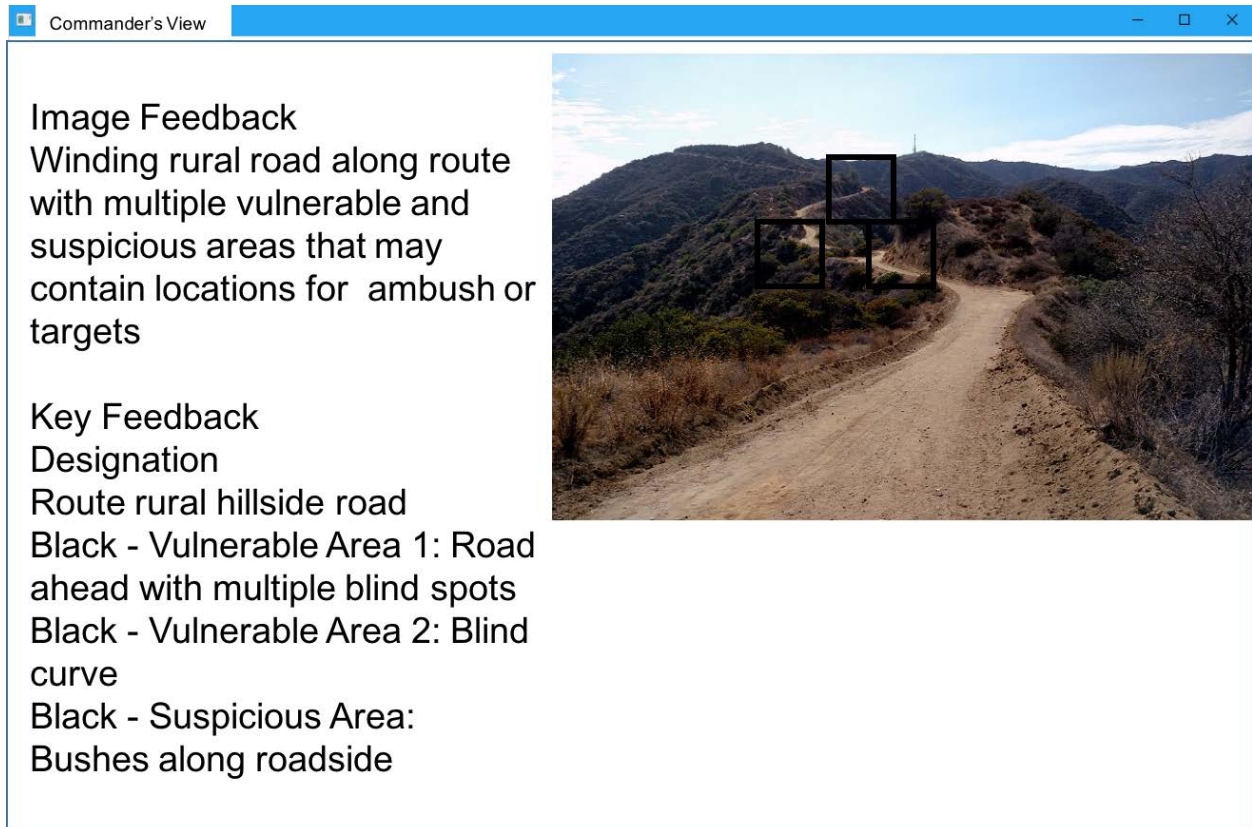 Commander's View
Image Feedback
Winding rural road along route
with multiple vulnerable and
suspicious areas that may
contain locations for  ambush or
targets
Key Feedback
Designation
Route rural hillside road
Black - Vulnerable Area 1: Road
ahead with multiple blind spots
Black - Vulnerable Area 2: Blind
curve
Black - Suspicious Area:
Bushes along roadside